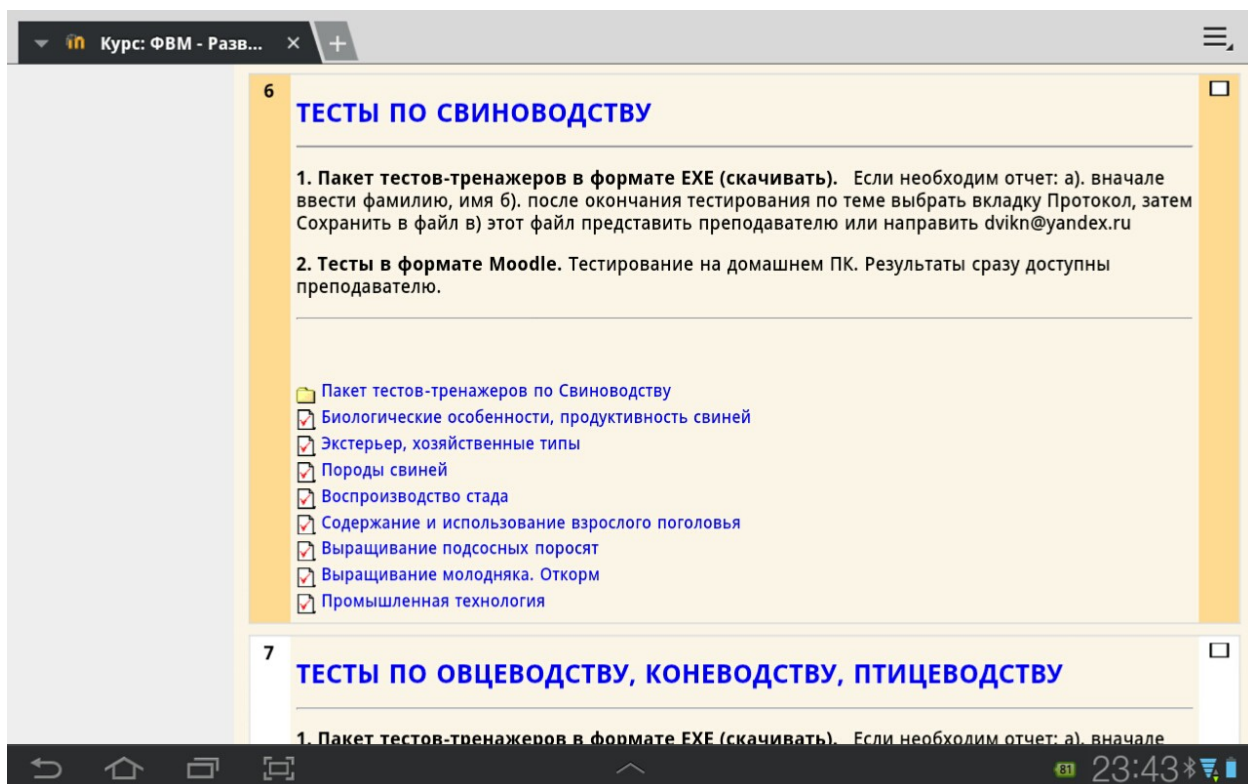 Курс: ФВМ - Разв...
6
ТЕСТЫ ПО СВИНОВОДСТВУ
1. Пакет тестов-тренажеров в формате EXE (скачивать). Если необходим отчет: а). вначале
ввести фамилию, имя б). после окончания тестирования по теме выбрать вкладку Протокол, затем
Сохранить в файл в) этот файл представить преподавателю или направить dvikn@yandex.ru
2. Тесты в формате Moodle. Тестирование на домашнем ПК. Результаты сразу доступны
преподавателю.
Пакет тестов-тренажеров по Свиноводству
Биологические особенности, продуктивность свиней
Экстерьер, хозяйственные типы
Породы свиней
Воспроизводство стада
Содержание и использование взрослого поголовья
Выращивание подсосных поросят
Выращивание молодняка. Откорм
Промышленная технология
7
ТЕСТЫ ПО ОВЦЕВОДСТВУ, КОНЕВОДСТВУ, ПТИЦЕВОДСТВУ
1. Пакет тестов-тренажеров в формате EXE (скачивать). Если необходим отчет: а). вначале
81
23:43